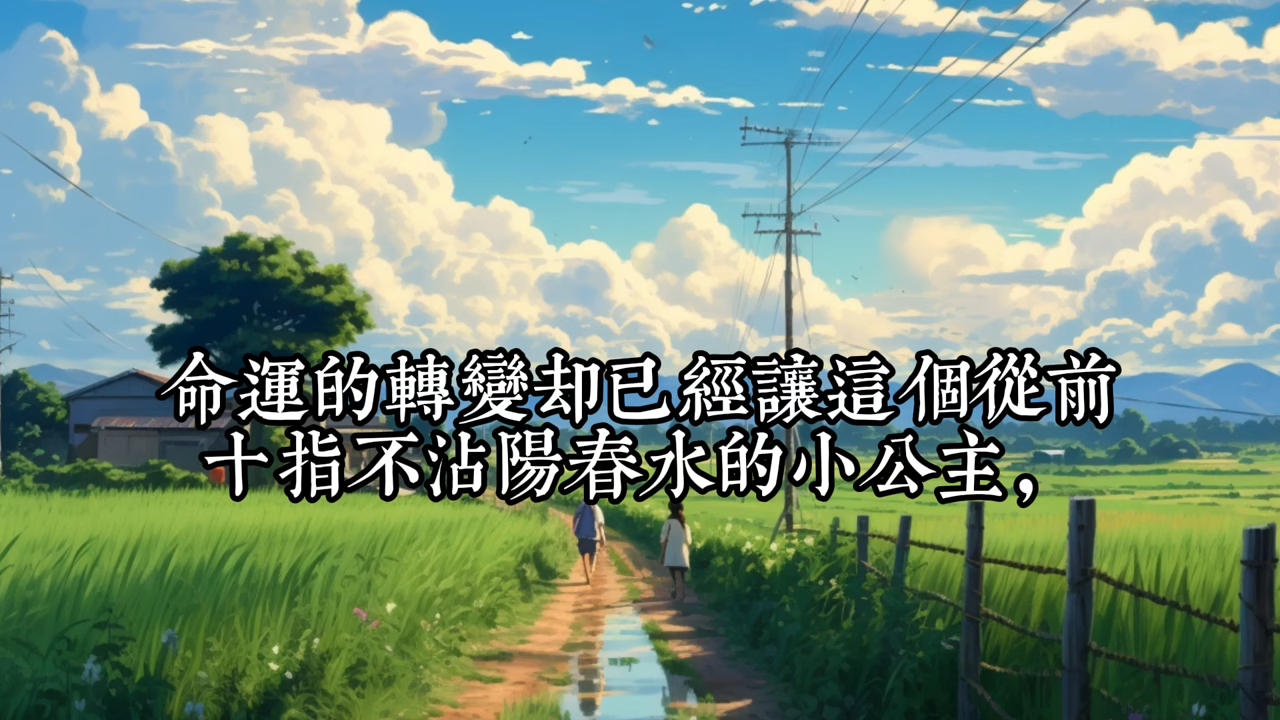 命運的轉變却已經讓這個從前
十指不沾陽春水的小公主，